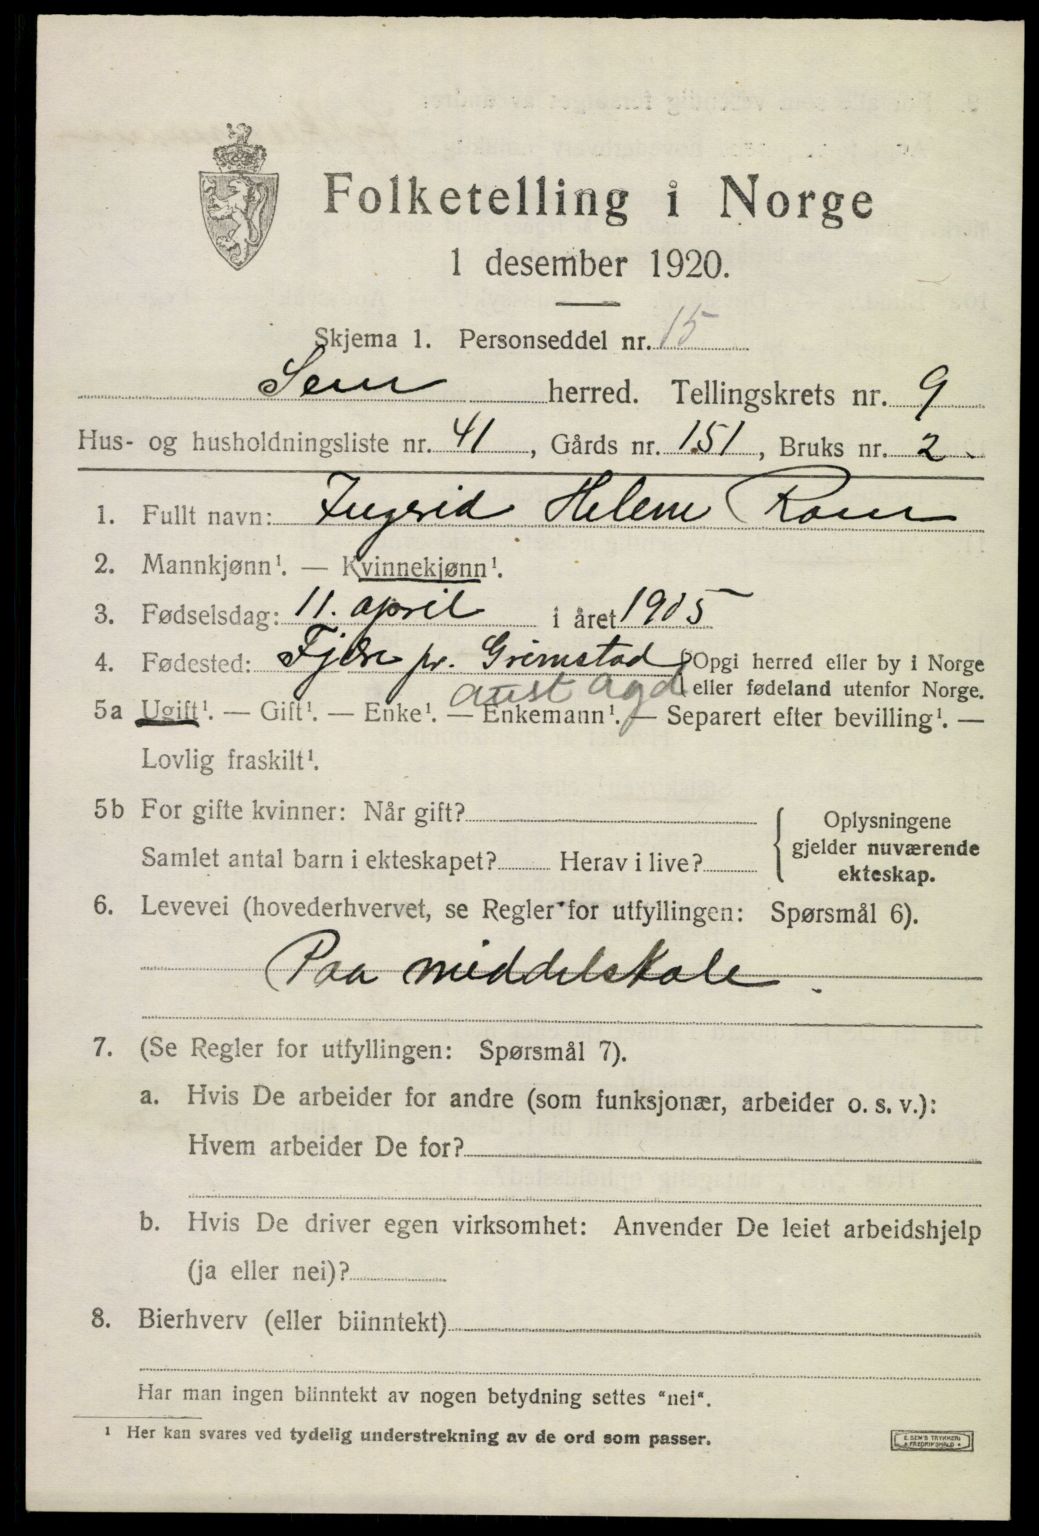 Folketelling i Norge
1 desember 1920.
Skjema 1. Personseddel nr. 15
Sem herred. Tellingskrets nr. 9
Hus- og husholdningsliste nr. 41, Gårds nr. 151, Bruks nr. 2
1. Fullt navn: Ingrid Helene
2. Mannkjønn¹. — Kvinnekjønn¹.
3. Fødselsdag: 11. april i året 1905
4. Fødested: Fjære pr. Grimstad (Opgi herred eller by i Norge
eller fødeland utenfor Norge.
aust Agd
5a Ugift¹. — Gift¹. — Enke¹. — Enkemann¹. — Separert efter bevilling¹. —
Lovlig fraskilt¹.
5b For gifte kvinner: Når gift?
Samlet antal barn i ekteskapet? Herav i live?
Oplysningene
gjelder nuværende
ekteskap.
6. Levevei (hovederhvervet, se Regler for utfyllingen: Spørsmål 6).
Paa middelskole.
7. (Se Regler for utfyllingen: Spørsmål 7).
a. Hvis De arbeider for andre (som funksjonær, arbeider o. s. v.):
Hvem arbeider De for?
b. Hvis De driver egen virksomhet: Anvender De leiet arbeidshjelp
(ja eller nei)?
8. Bierhverv (eller biinntekt)
Har man ingen biinntekt av nogen betydning settes "nei".
¹ Her kan svares ved tydelig understrekning av de ord som passer.